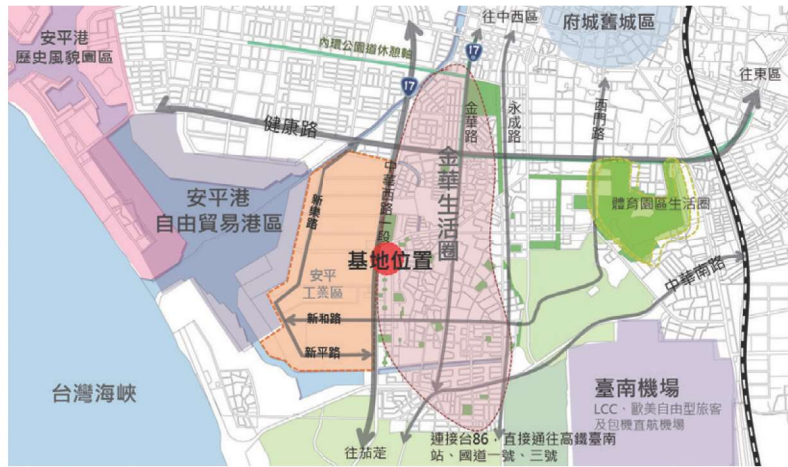 安平港
歷史風貌園區
往中西區
府城舊城區
內環公園道休憩軸
17
17
往東區
健康路
金華路
永成路
西門路
中華西路一段
金華生活圈
安平港
自由貿易港區
新樂路
體育園區生活圈
基地位置
安平
工業區
中華南路
新和路
新平路
台灣海峽
臺南機場
LCC、歐美自由型旅客
及包機直航機場
往茄萣
連接台86、直接通往高鐵臺南
站、國道一號、三號